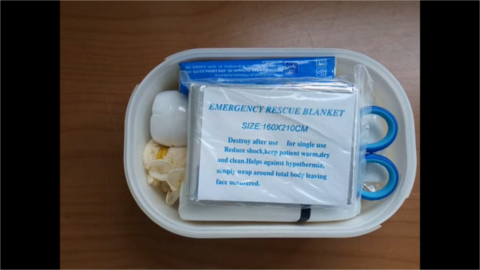 EMERGENCY RESCUE BLANKET
SIZE:160X210CM
Destroy after use for single use
Reduce shock,keep patient warm,dry
and clean.Helps against hypothermia,
simply wrap around total body leaving
face uncovered.